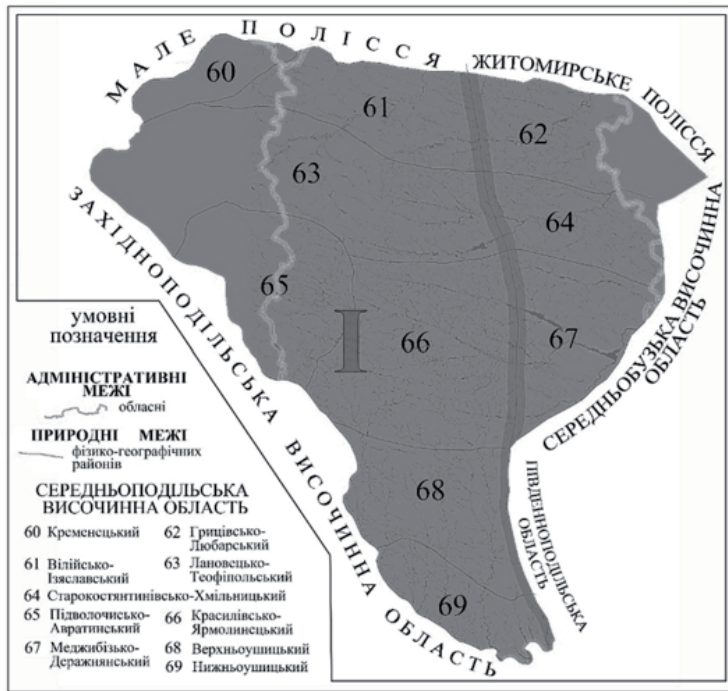 МАЛЕ ПОЛІССЯ
ЖИТОМИРСЬКЕ ПОЛІССЯ
60
61
62
63
64
65
I
66
67
68
69
ЗАХІДНОПОДІЛЬСЬКА ВИСОЧИННА ОБЛАСТЬ
СЕРЕДНЬОБУЗЬКА ВИСОЧИННА
ОБЛАСТЬ
ПІВДЕННОПОДІЛЬСЬКА
ОБЛАСТЬ
умовні
позначення
АДМІНІСТРАТИВНІ
МЕЖІ
обласні
ПРИРОДНІ МЕЖІ
фізико-географічних
районів
СЕРЕДНЬОПОДІЛЬСЬКА
ВИСОЧИННА ОБЛАСТЬ
60 Кременецький
61 Вілійсько-
Ізяславський
62 Грицівсько-
Любарський
63 Лановецько-
Теофіпольський
64 Старокостянтинівсько-Хмільницький
65 Підволочисько-
Авратинський
66 Красилівсько-
Ярмолинецький
67 Меджибізько-
Деражнянський
68 Верхньоушицький
69 Нижньоушицький